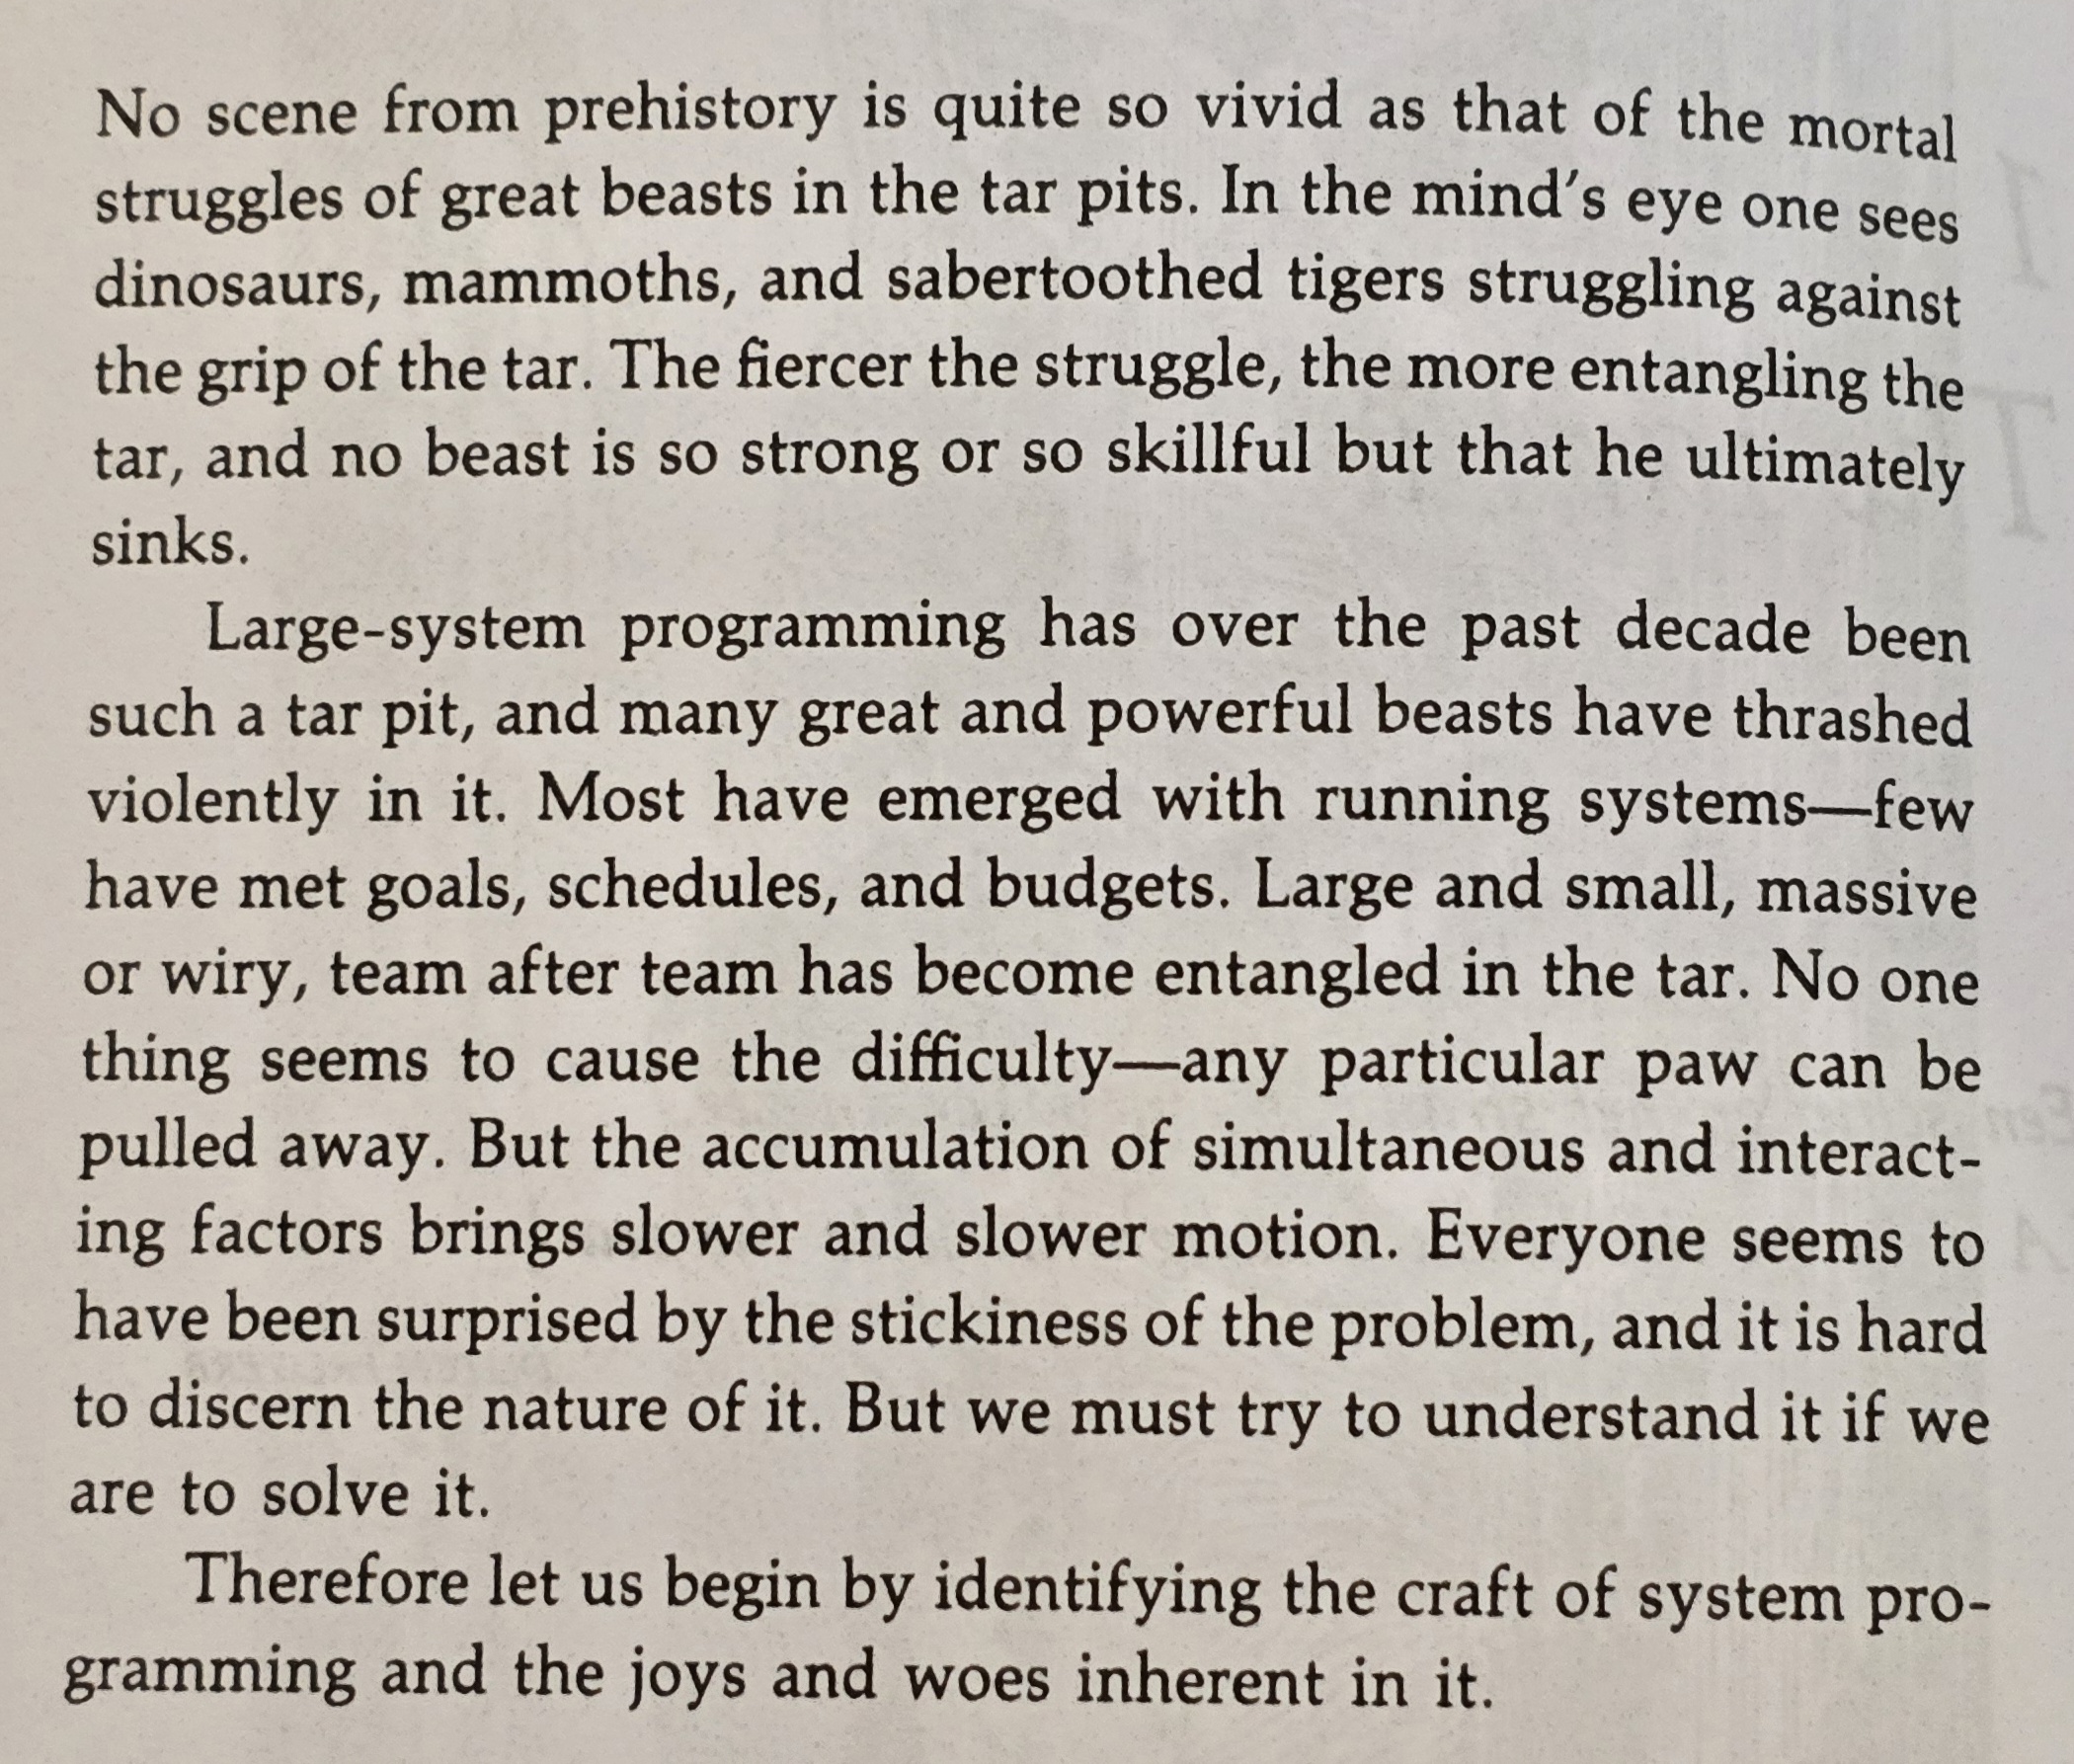 No scene from prehistory is quite so vivid as that of the mortal
struggles of great beasts in the tar pits. In the mind's eye one sees
dinosaurs, mammoths, and sabertoothed tigers struggling against
the grip of the tar. The fiercer the struggle, the more entangling the
tar, and no beast is so strong or so skillful but that he ultimately
sinks.
Large-system programming has over the past decade been
such a tar pit, and many great and powerful beasts have thrashed
violently in it. Most have emerged with running systems—few
have met goals, schedules, and budgets. Large and small, massive
or wiry, team after team has become entangled in the tar. No one
thing seems to cause the difficulty—any particular paw can be
pulled away. But the accumulation of simultaneous and interact-
ing factors brings slower and slower motion. Everyone seems to
have been surprised by the stickiness of the problem, and it is hard
to discern the nature of it. But we must try to understand it if we
are to solve it.
Therefore let us begin by identifying the craft of system pro-
gramming and the joys and woes inherent in it.